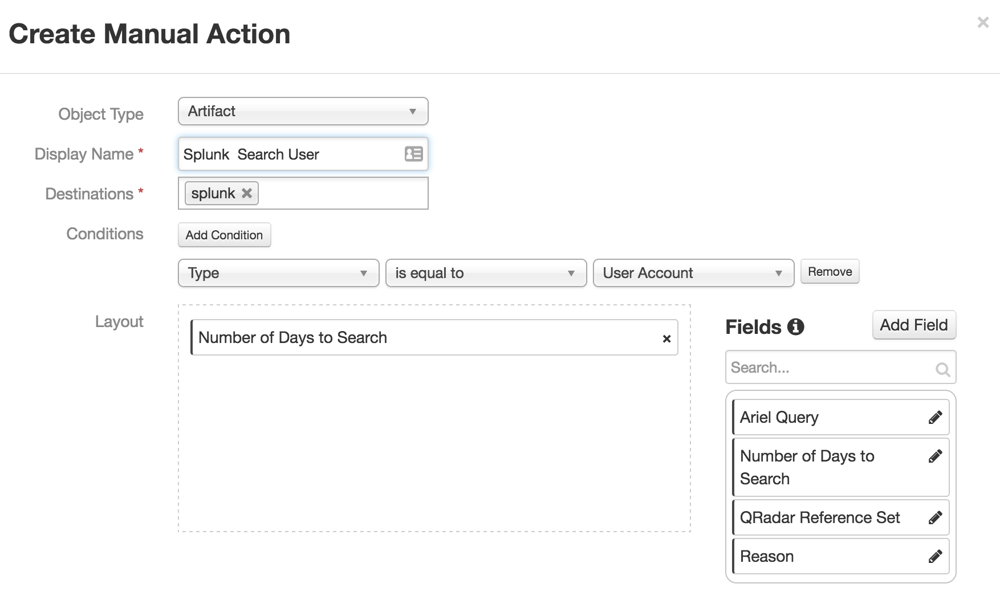 Create Manual Action
Object Type
Artifact
Display Name *
Splunk  Search User
Destinations *
splunk
Conditions
Add Condition
Type
is equal to
User Account
Remove
Layout
Number of Days to Search
Fields
Add Field
Search...
Ariel Query
Number of Days to
Search
QRadar Reference Set
Reason